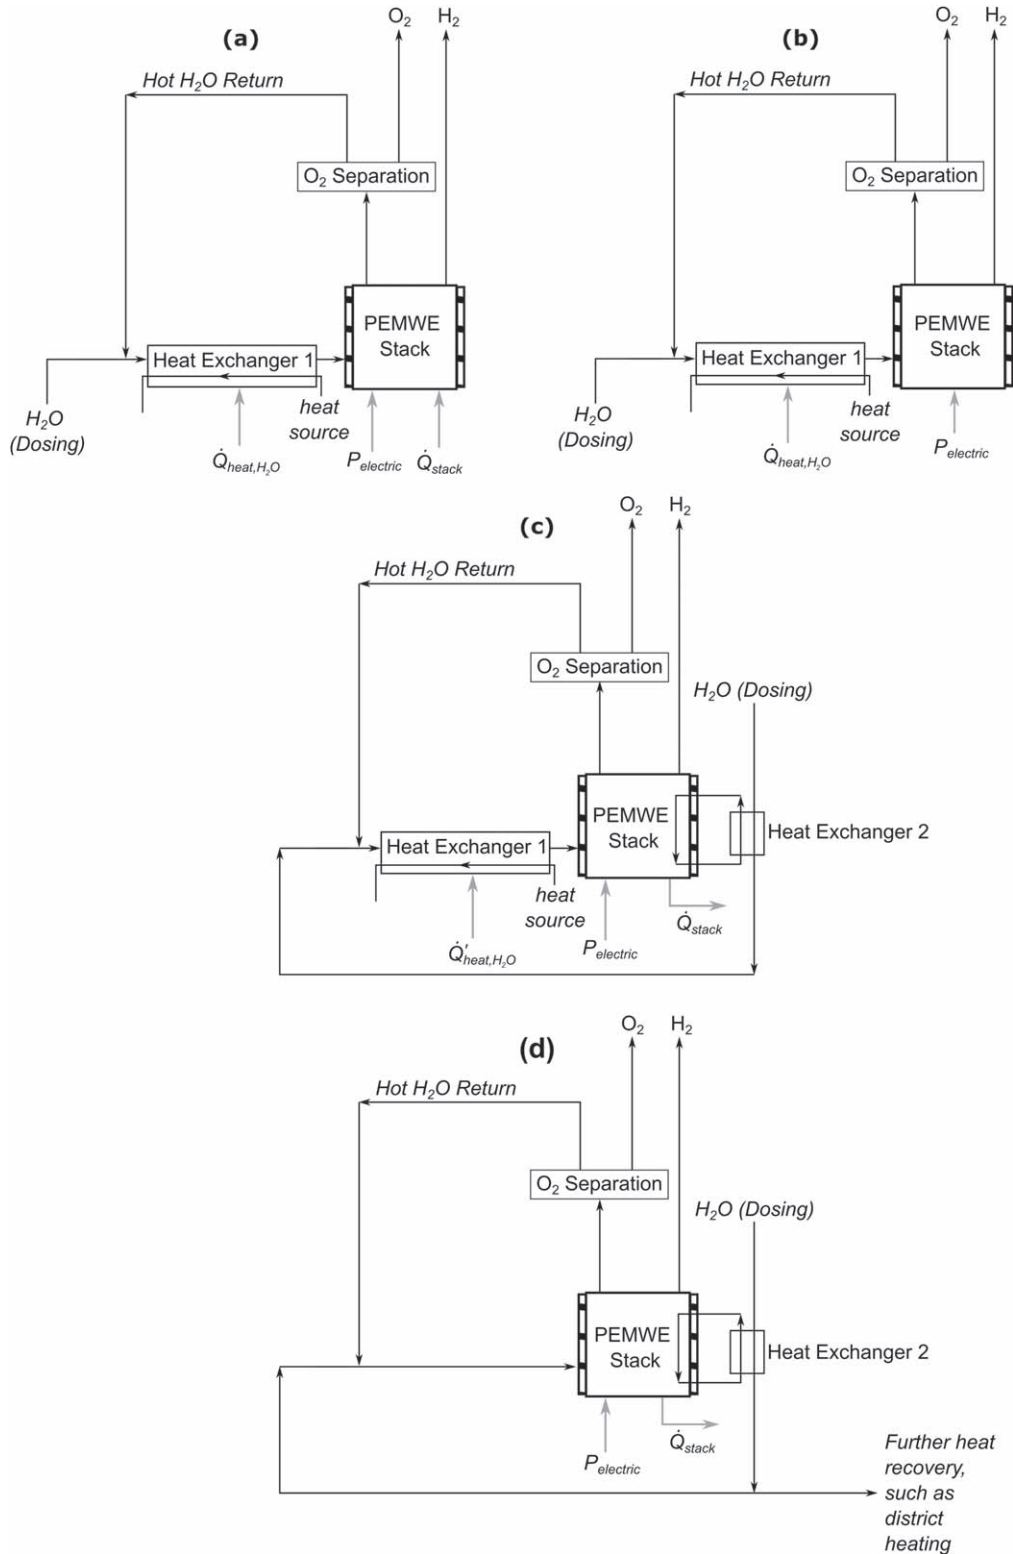 O₂ H₂
(a)
Hot H₂O Return
O₂ Separation
PEMWE
Stack
Heat Exchanger 1
H₂O
(Dosing)
heat
source
Q̇heat,H₂O
Pelectric
Q̇stack
O₂ H₂
(b)
Hot H₂O Return
O₂ Separation
PEMWE
Stack
Heat Exchanger 1
H₂O
(Dosing)
heat
source
Q̇heat,H₂O
Pelectric
O₂ H₂
(c)
Hot H₂O Return
O₂ Separation
H₂O (Dosing)
PEMWE
Stack
Heat Exchanger 2
Heat Exchanger 1
heat
source
Q̇stack
Q̇′heat,H₂O
Pelectric
O₂ H₂
(d)
Hot H₂O Return
O₂ Separation
H₂O (Dosing)
PEMWE
Stack
Heat Exchanger 2
Q̇stack
Pelectric
Further heat
recovery,
such as
district
heating